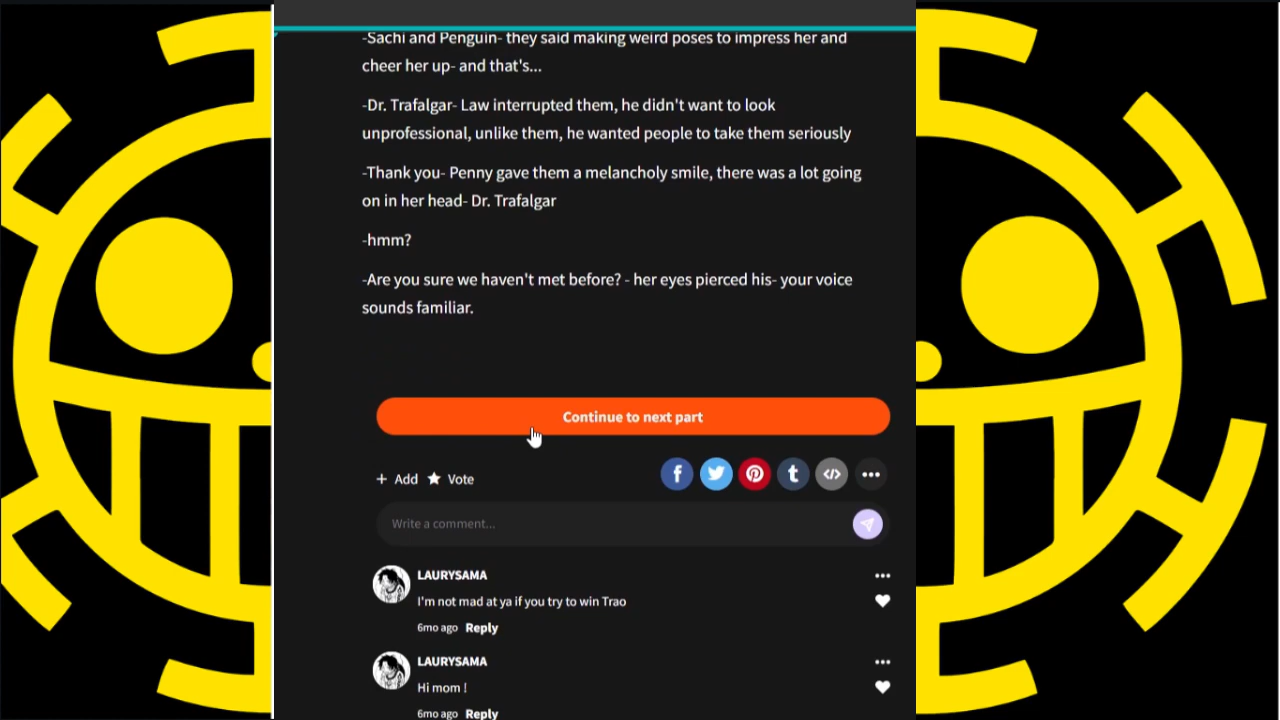 -Sachi and Penguin- they said making weird poses to impress her and
cheer her up- and that's...
-Dr. Trafalgar- Law interrupted them, he didn't want to look
unprofessional, unlike them, he wanted people to take them seriously
-Thank you- Penny gave them a melancholy smile, there was a lot going
on in her head- Dr. Trafalgar
-hmm?
-Are you sure we haven't met before? - her eyes pierced his- your voice
sounds familiar.
Continue to next part
+ Add ★ Vote
Write a comment...
LAURYSAMA
I'm not mad at ya if you try to win Trao
6mo ago Reply
LAURYSAMA
Hi mom !
6mo ago Reply